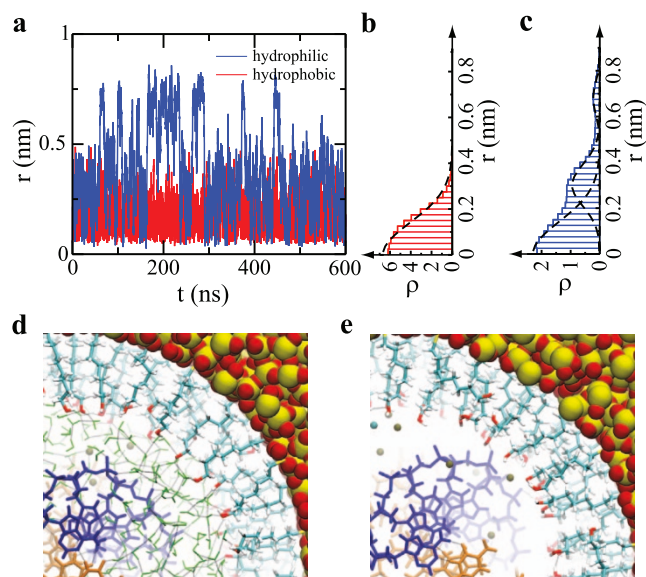 a
1
0.5
0
r (nm)
hydrophilic
hydrophobic
0 200 400 600
t (ns)
b
0.8
0.6
0.4
0.2
0
r (nm)
6 4 2 0
ρ
c
0.8
0.6
0.4
0.2
0
r (nm)
2 1 0
ρ
d
e